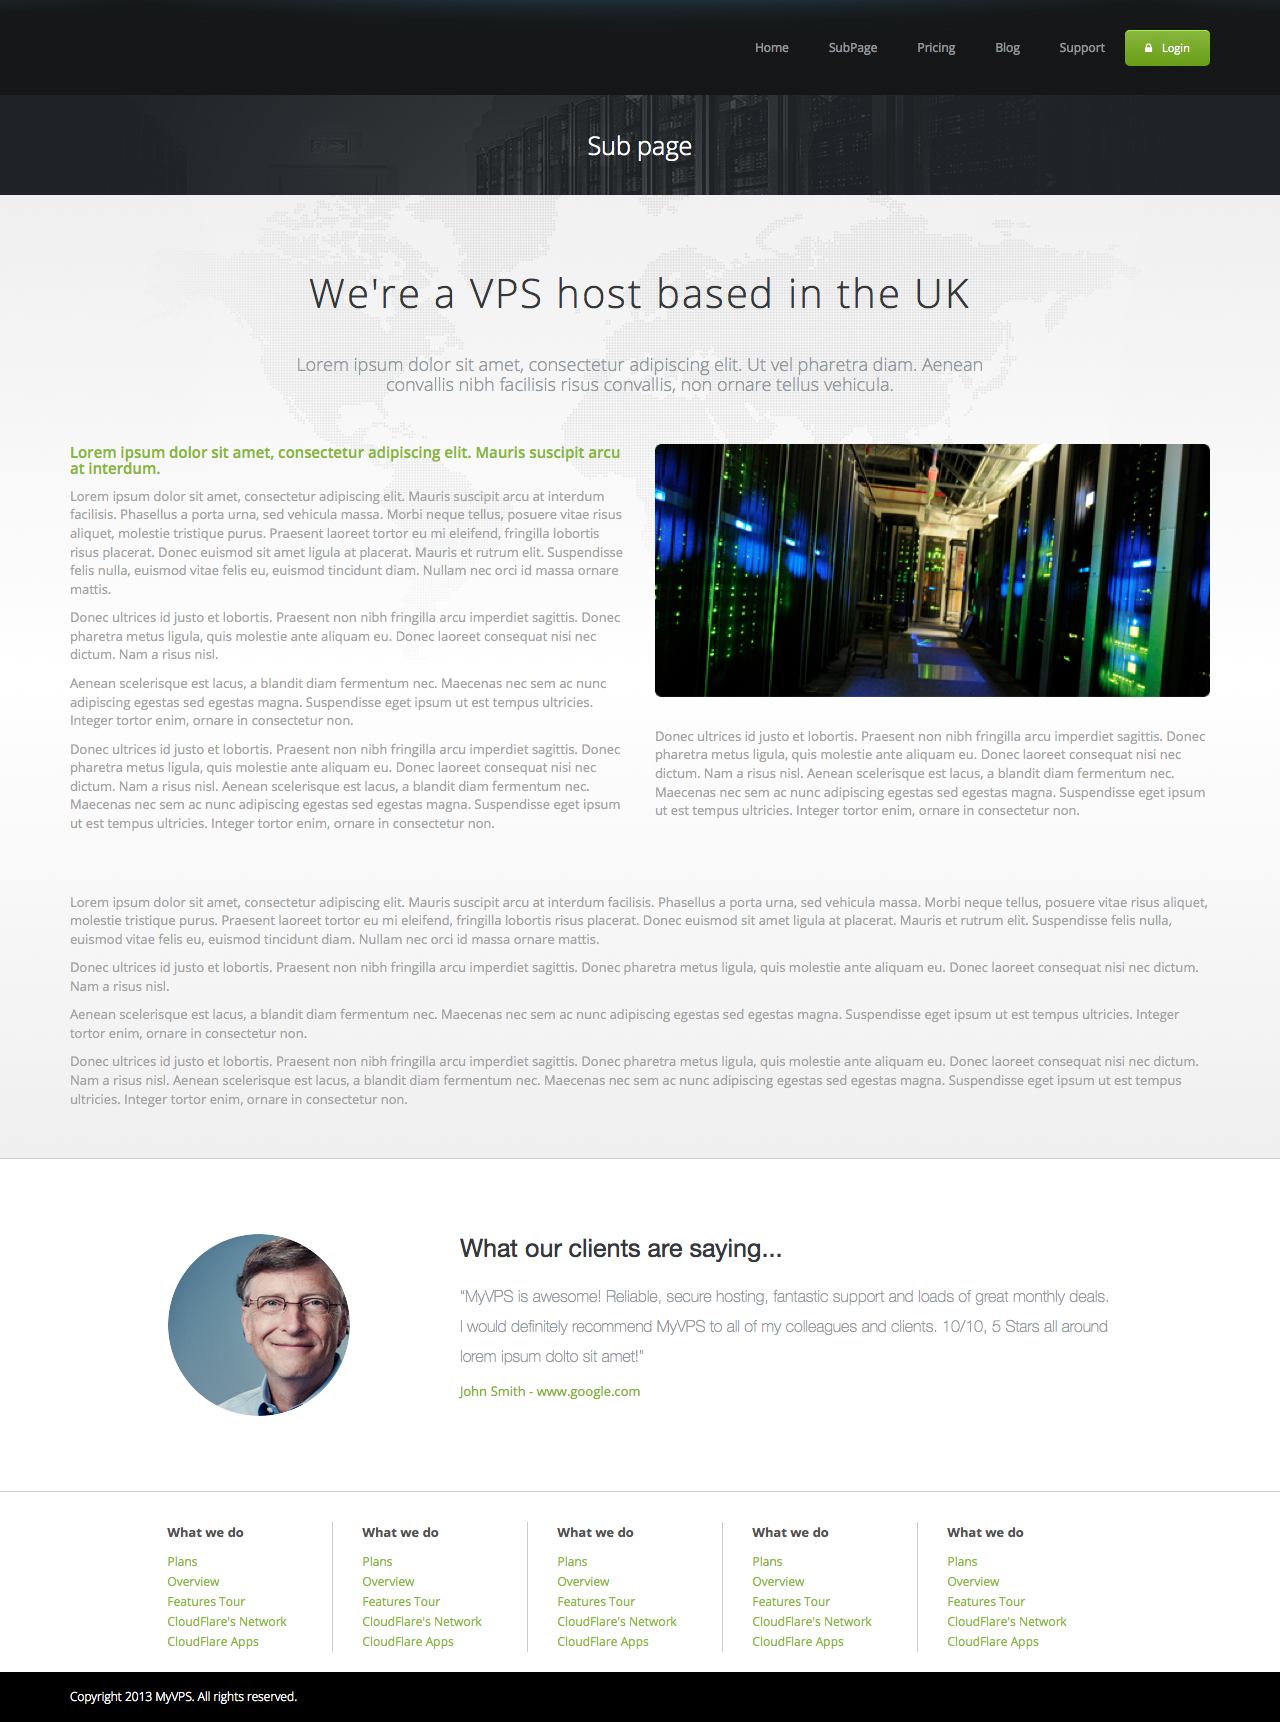 Home SubPage Pricing Blog Support Login
Sub page
We're a VPS host based in the UK
Lorem ipsum dolor sit amet, consectetur adipiscing elit. Ut vel pharetra diam. Aenean
convallis nibh facilisis risus convallis, non ornare tellus vehicula.
Lorem ipsum dolor sit amet, consectetur adipiscing elit. Mauris suscipit arcu
at interdum.
Lorem ipsum dolor sit amet, consectetur adipiscing elit. Mauris suscipit arcu at interdum
facilisis. Phasellus a porta urna, sed vehicula massa. Morbi neque tellus, posuere vitae risus
aliquet, molestie tristique purus. Praesent laoreet tortor eu mi eleifend, fringilla lobortis
risus placerat. Donec euismod sit amet ligula at placerat. Mauris et rutrum elit. Suspendisse
felis nulla, euismod vitae felis eu, euismod tincidunt diam. Nullam nec orci id massa ornare
mattis.
Donec ultrices id justo et lobortis. Praesent non nibh fringilla arcu imperdiet sagittis. Donec
pharetra metus ligula, quis molestie ante aliquam eu. Donec laoreet consequat nisi nec
dictum. Nam a risus nisl.
Aenean scelerisque est lacus, a blandit diam fermentum nec. Maecenas nec sem ac nunc
adipiscing egestas sed egestas magna. Suspendisse eget ipsum ut est tempus ultricies.
Integer tortor enim, ornare in consectetur non.
Donec ultrices id justo et lobortis. Praesent non nibh fringilla arcu imperdiet sagittis. Donec
pharetra metus ligula, quis molestie ante aliquam eu. Donec laoreet consequat nisi nec
dictum. Nam a risus nisl. Aenean scelerisque est lacus, a blandit diam fermentum nec.
Maecenas nec sem ac nunc adipiscing egestas sed egestas magna. Suspendisse eget ipsum
ut est tempus ultricies. Integer tortor enim, ornare in consectetur non.
Donec ultrices id justo et lobortis. Praesent non nibh fringilla arcu imperdiet sagittis. Donec
pharetra metus ligula, quis molestie ante aliquam eu. Donec laoreet consequat nisi nec
dictum. Nam a risus nisl. Aenean scelerisque est lacus, a blandit diam fermentum nec.
Maecenas nec sem ac nunc adipiscing egestas sed egestas magna. Suspendisse eget ipsum
ut est tempus ultricies. Integer tortor enim, ornare in consectetur non.
Lorem ipsum dolor sit amet, consectetur adipiscing elit. Mauris suscipit arcu at interdum facilisis. Phasellus a porta urna, sed vehicula massa. Morbi neque tellus, posuere vitae risus aliquet,
molestie tristique purus. Praesent laoreet tortor eu mi eleifend, fringilla lobortis risus placerat. Donec euismod sit amet ligula at placerat. Mauris et rutrum elit. Suspendisse felis nulla,
euismod vitae felis eu, euismod tincidunt diam. Nullam nec orci id massa ornare mattis.
Donec ultrices id justo et lobortis. Praesent non nibh fringilla arcu imperdiet sagittis. Donec pharetra metus ligula, quis molestie ante aliquam eu. Donec laoreet consequat nisi nec dictum.
Nam a risus nisl.
Aenean scelerisque est lacus, a blandit diam fermentum nec. Maecenas nec sem ac nunc adipiscing egestas sed egestas magna. Suspendisse eget ipsum ut est tempus ultricies. Integer
tortor enim, ornare in consectetur non.
Donec ultrices id justo et lobortis. Praesent non nibh fringilla arcu imperdiet sagittis. Donec pharetra metus ligula, quis molestie ante aliquam eu. Donec laoreet consequat nisi nec dictum.
Nam a risus nisl. Aenean scelerisque est lacus, a blandit diam fermentum nec. Maecenas nec sem ac nunc adipiscing egestas sed egestas magna. Suspendisse eget ipsum ut est tempus
ultricies. Integer tortor enim, ornare in consectetur non.
What our clients are saying...
"MyVPS is awesome! Reliable, secure hosting, fantastic support and loads of great monthly deals.
I would definitely recommend MyVPS to all of my colleagues and clients. 10/10, 5 Stars all around
lorem ipsum dolto sit amet!"
John Smith - www.google.com
What we do
Plans
Overview
Features Tour
CloudFlare's Network
CloudFlare Apps
What we do
Plans
Overview
Features Tour
CloudFlare's Network
CloudFlare Apps
What we do
Plans
Overview
Features Tour
CloudFlare's Network
CloudFlare Apps
What we do
Plans
Overview
Features Tour
CloudFlare's Network
CloudFlare Apps
What we do
Plans
Overview
Features Tour
CloudFlare's Network
CloudFlare Apps
Copyright 2013 MyVPS. All rights reserved.